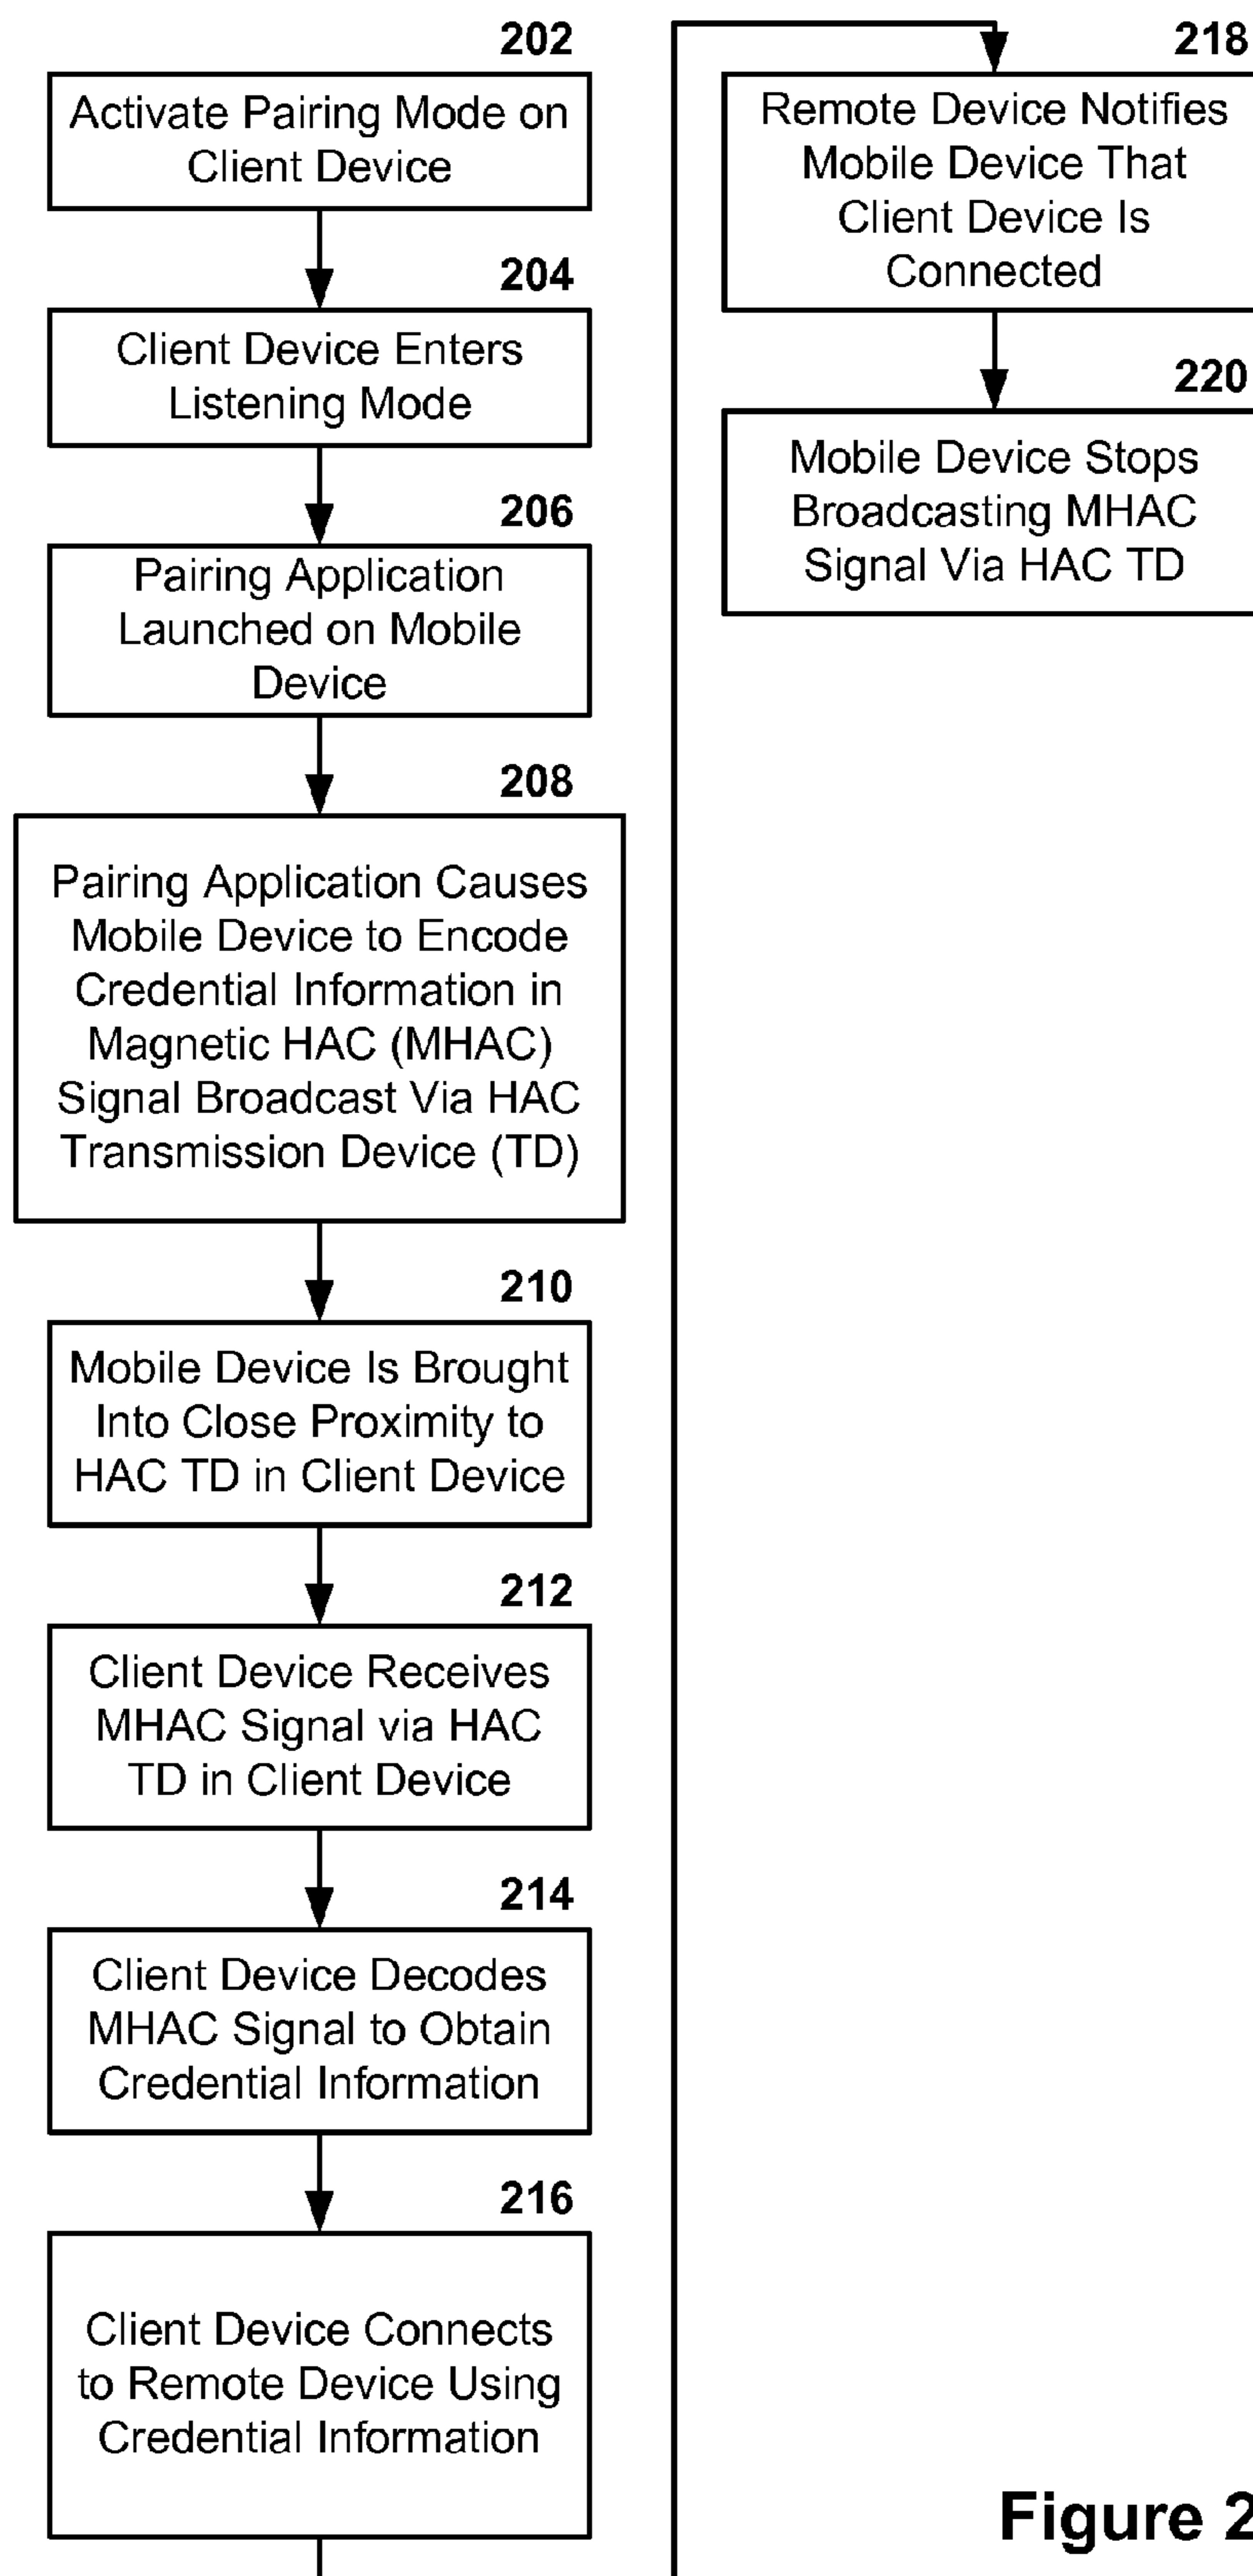 202
Activate Pairing Mode on
Client Device
204
Client Device Enters
Listening Mode
206
Pairing Application
Launched on Mobile
Device
208
Pairing Application Causes
Mobile Device to Encode
Credential Information in
Magnetic HAC (MHAC)
Signal Broadcast Via HAC
Transmission Device (TD)
210
Mobile Device Is Brought
Into Close Proximity to
HAC TD in Client Device
212
Client Device Receives
MHAC Signal via HAC
TD in Client Device
214
Client Device Decodes
MHAC Signal to Obtain
Credential Information
216
Client Device Connects
to Remote Device Using
Credential Information
218
Remote Device Notifies
Mobile Device That
Client Device Is
Connected
220
Mobile Device Stops
Broadcasting MHAC
Signal Via HAC TD
Figure 2